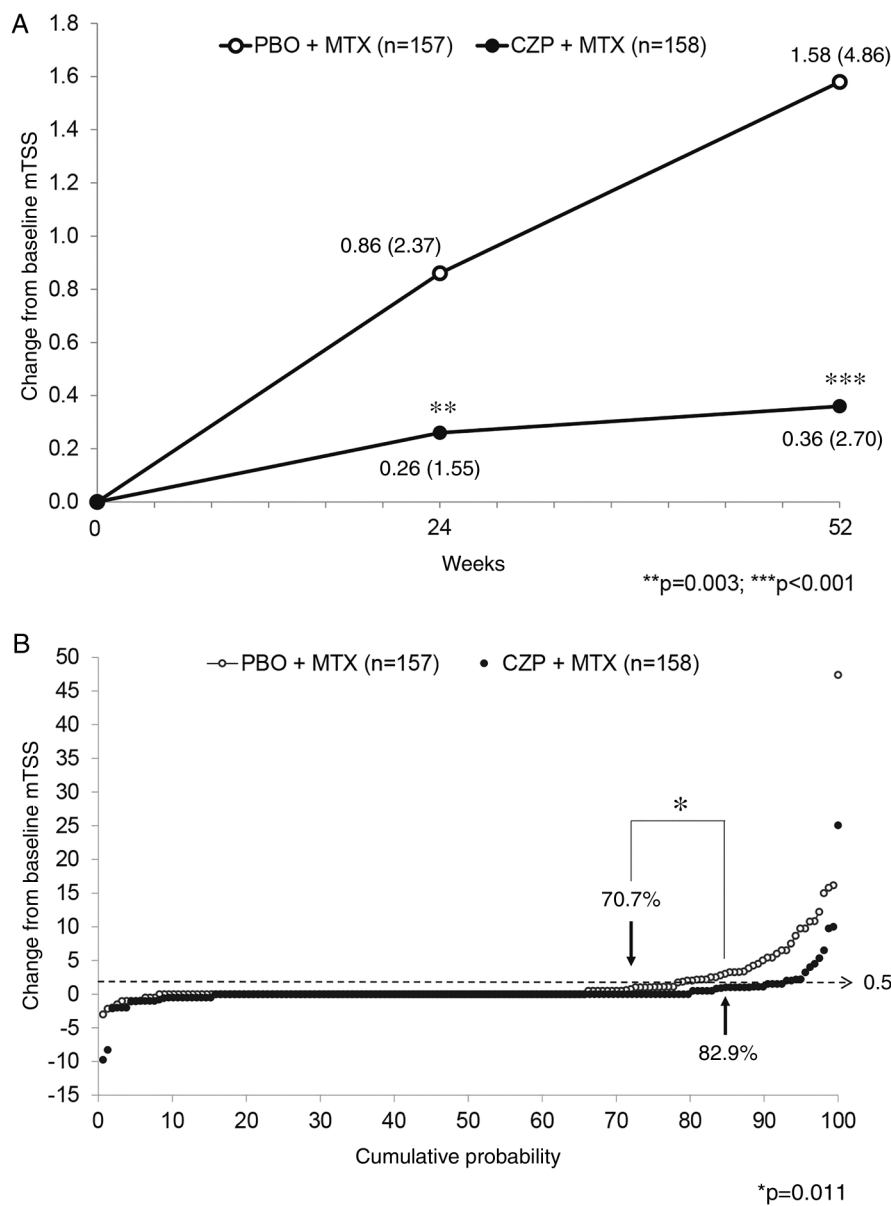 A
PBO + MTX (n=157) CZP + MTX (n=158)
Change from baseline mTSS
1.8
1.6
1.4
1.2
1.0
0.8
0.6
0.4
0.2
0.0
1.58 (4.86)
0.86 (2.37)
***
**
0.26 (1.55)
0.36 (2.70)
0 24 52
Weeks
**p=0.003; ***p<0.001
B
PBO + MTX (n=157) CZP + MTX (n=158)
Change from baseline mTSS
50
45
40
35
30
25
20
15
10
5
0
-5
-10
-15
*
70.7%
0.5
82.9%
0 10 20 30 40 50 60 70 80 90 100
Cumulative probability
*p=0.011